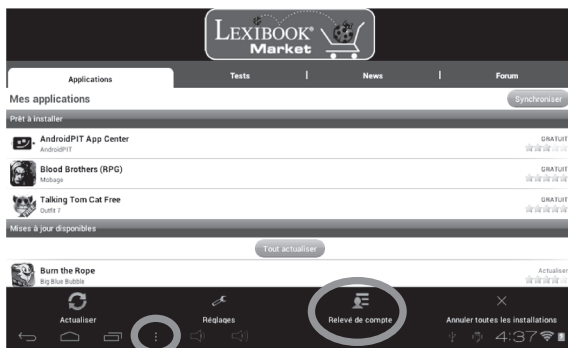 LEXIBOOK®
Market
Applications Tests | News | Forum
Mes applications Synchroniser
Prêt à installer
AndroidPIT App Center GRATUIT
AndroidPIT
Blood Brothers (RPG) GRATUIT
Mobage
Talking Tom Cat Free GRATUIT
Outfit 7
Mises à jour disponibles
Tout actualiser
Burn the Rope Actualiser
Big Blue Bubble
Actualiser Réglages Relevé de compte Annuler toutes les installations
4:37